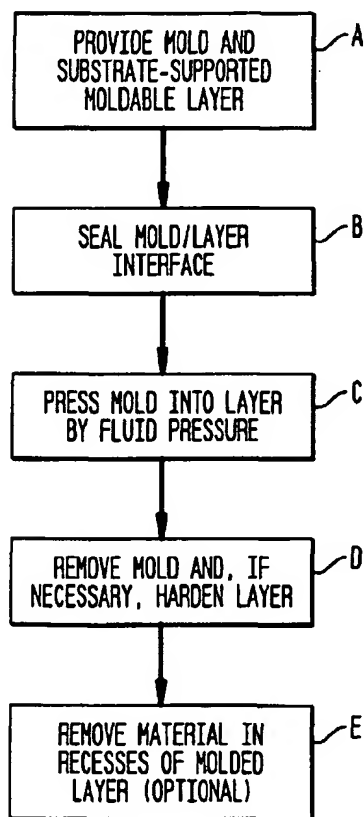 PROVIDE MOLD AND
SUBSTRATE-SUPPORTED
MOLDABLE LAYER
A
SEAL MOLD/LAYER
INTERFACE
B
PRESS MOLD INTO LAYER
BY FLUID PRESSURE
C
REMOVE MOLD AND, IF
NECESSARY, HARDEN LAYER
D
REMOVE MATERIAL IN
RECESSES OF MOLDED
LAYER (OPTIONAL)
E